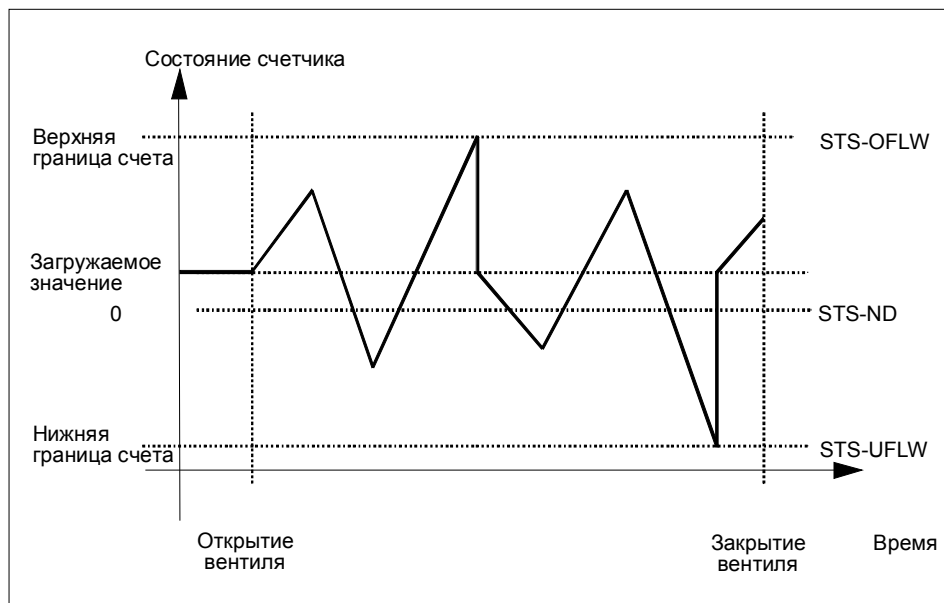 Состояние счетчика
Верхняя
граница счета
STS-OFLW
Загружаемое
значение
0
STS-ND
Нижняя
граница счета
STS-UFLW
Открытие
вентиля
Закрытие
вентиля
Время